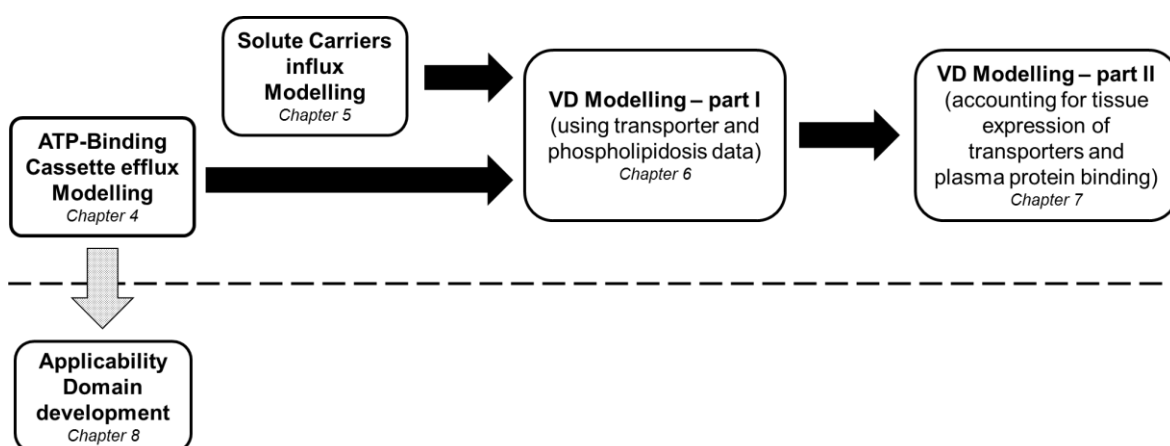 Solute Carriers
influx
Modelling
Chapter 5
ATP-Binding
Cassette efflux
Modelling
Chapter 4
VD Modelling – part I
(using transporter and
phospholipidosis data)
Chapter 6
VD Modelling – part II
(accounting for tissue
expression of
transporters and
plasma protein binding)
Chapter 7
Applicability
Domain
development
Chapter 8